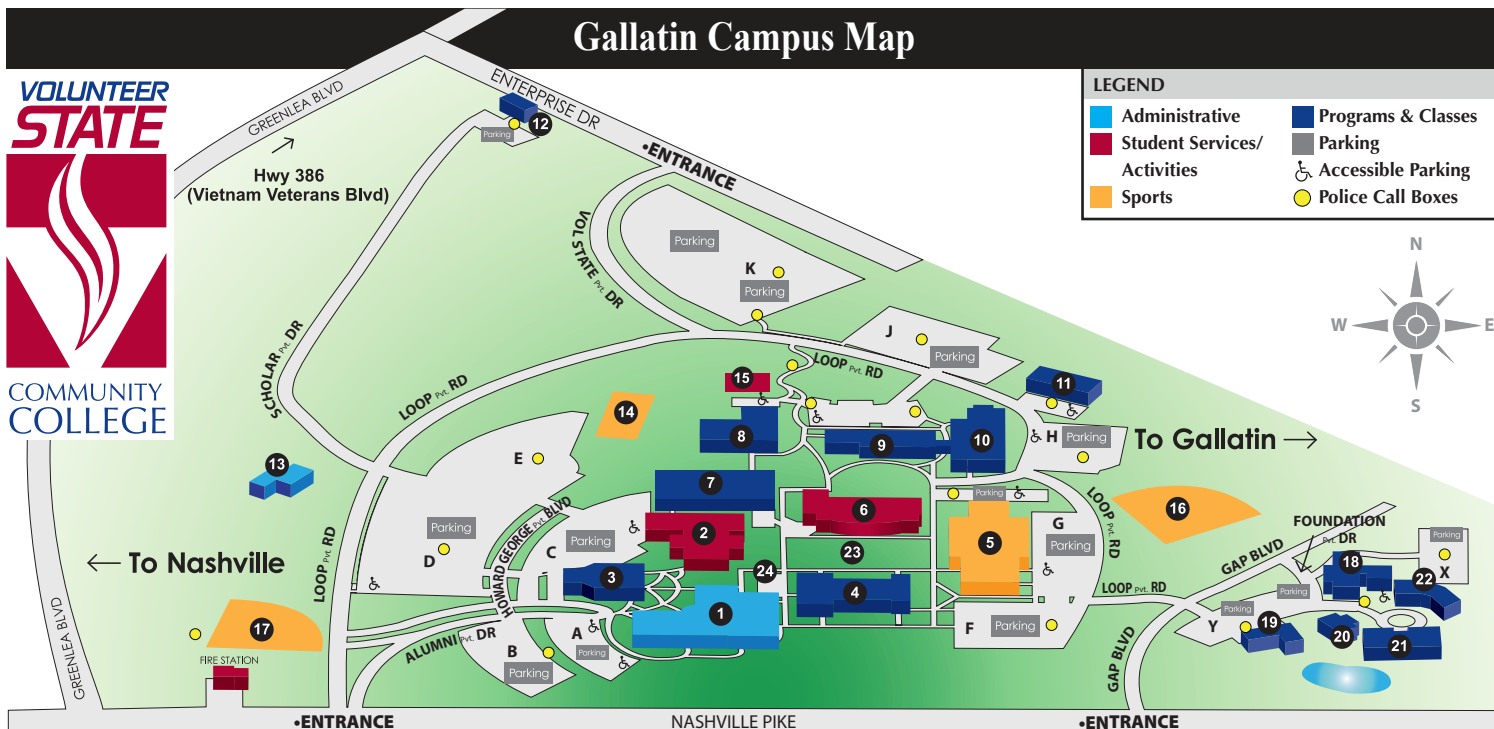 Gallatin Campus Map
VOLUNTEER
STATE
COMMUNITY
COLLEGE
LEGEND
Administrative
Student Services/
Activities
Sports
Programs & Classes
Parking
Accessible Parking
Police Call Boxes
N
W
E
S
GREENLEA BLVD
ENTERPRISE DR
12
Parking
•ENTRANCE
Hwy 386
(Vietnam Veterans Blvd)
VOL STATE Pvt. DR
Parking
K
Parking
SCHOLAR Pvt. DR
LOOP Pvt. RD
LOOP Pvt. RD
J
Parking
15
11
14
8
9
10
H
Parking
To Gallatin
13
E
7
Parking
6
2
5
G
Parking
LOOP Pvt. RD
16
FOUNDATION
Pvt. DR
GAP BLVD
HOWARD GEORGE Pvt. BLVD
Parking
D
C
Parking
23
24
To Nashville
LOOP Pvt. RD
3
4
1
LOOP Pvt. RD
18
Parking
X
22
Parking
Parking
Y
19
20
21
17
FIRE STATION
ALUMNI Pvt. DR
A
Parking
B
Parking
F
Parking
GAP BLVD
GREENLEA BLVD
•ENTRANCE
NASHVILLE PIKE
•ENTRANCE